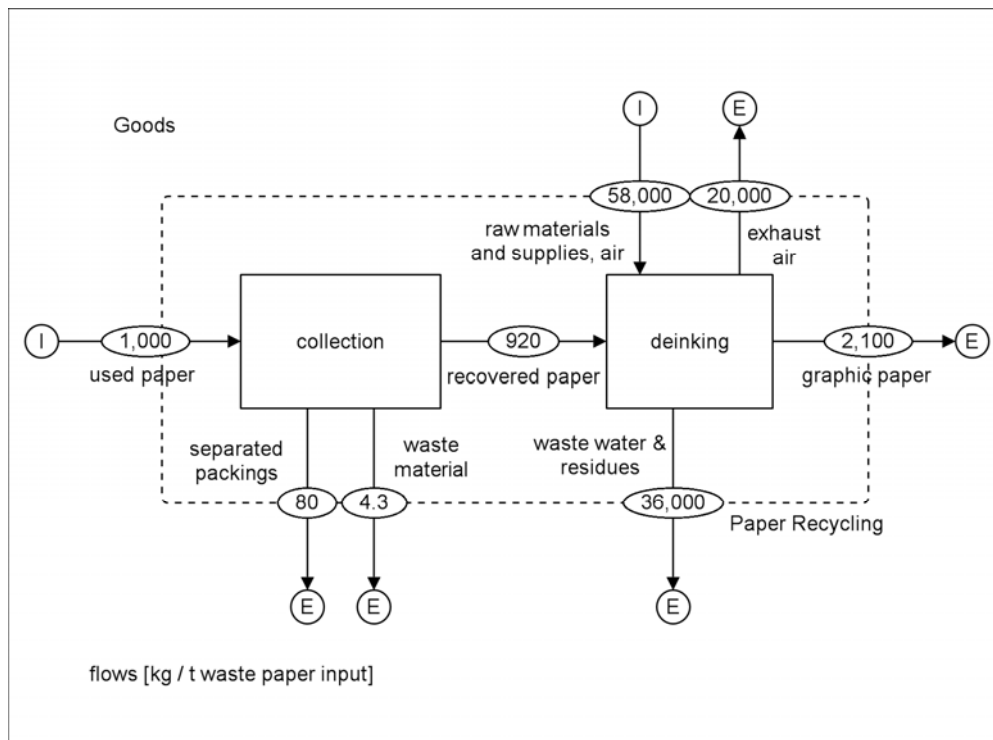 I
E
Goods
58,000
20,000
raw materials
and supplies, air
exhaust
air
I
1,000
used paper
collection
920
recovered paper
deinking
2,100
graphic paper
E
separated
packings
waste
material
waste water &
residues
80
4.3
36,000
Paper Recycling
E
E
E
flows [kg / t waste paper input]